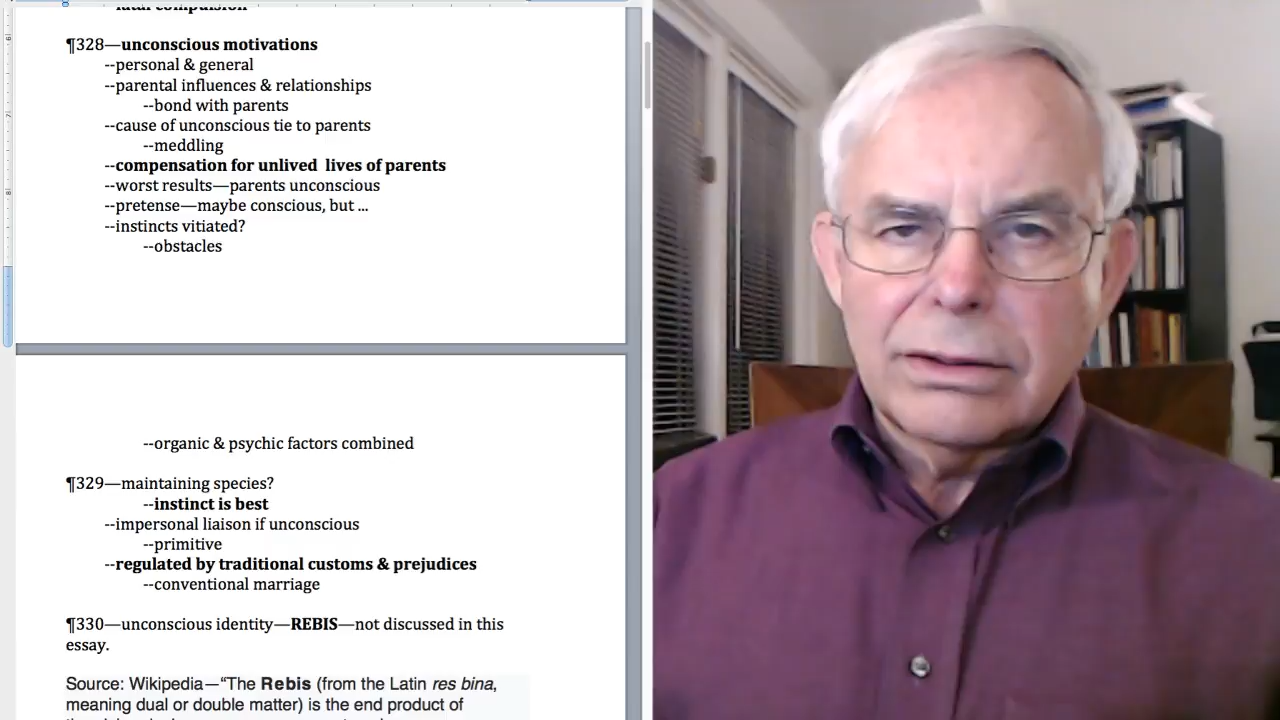 fatal compulsion
¶328—unconscious motivations
--personal & general
--parental influences & relationships
--bond with parents
--cause of unconscious tie to parents
--meddling
--compensation for unlived lives of parents
--worst results—parents unconscious
--pretense—maybe conscious, but ...
--instincts vitiated?
--obstacles
--organic & psychic factors combined
¶329—maintaining species?
--instinct is best
--impersonal liaison if unconscious
--primitive
--regulated by traditional customs & prejudices
--conventional marriage
¶330—unconscious identity—REBIS—not discussed in this
essay.
Source: Wikipedia—“The Rebis (from the Latin res bina,
meaning dual or double matter) is the end product of